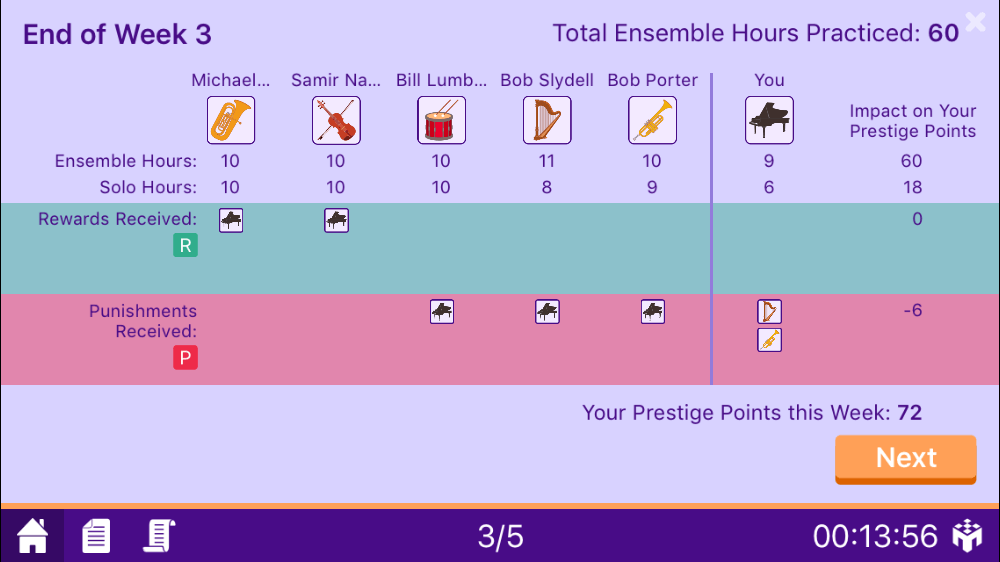 End of Week 3
Total Ensemble Hours Practiced: 60
Michael... Samir Na... Bill Lumb... Bob Slydell Bob Porter You
Impact on Your
Prestige Points
Ensemble Hours: 10 10 10 11 10 9 60
Solo Hours: 10 10 10 8 9 6 18
Rewards Received: 0
R
Punishments -6
Received:
P
Your Prestige Points this Week: 72
Next
3/5
00:13:56